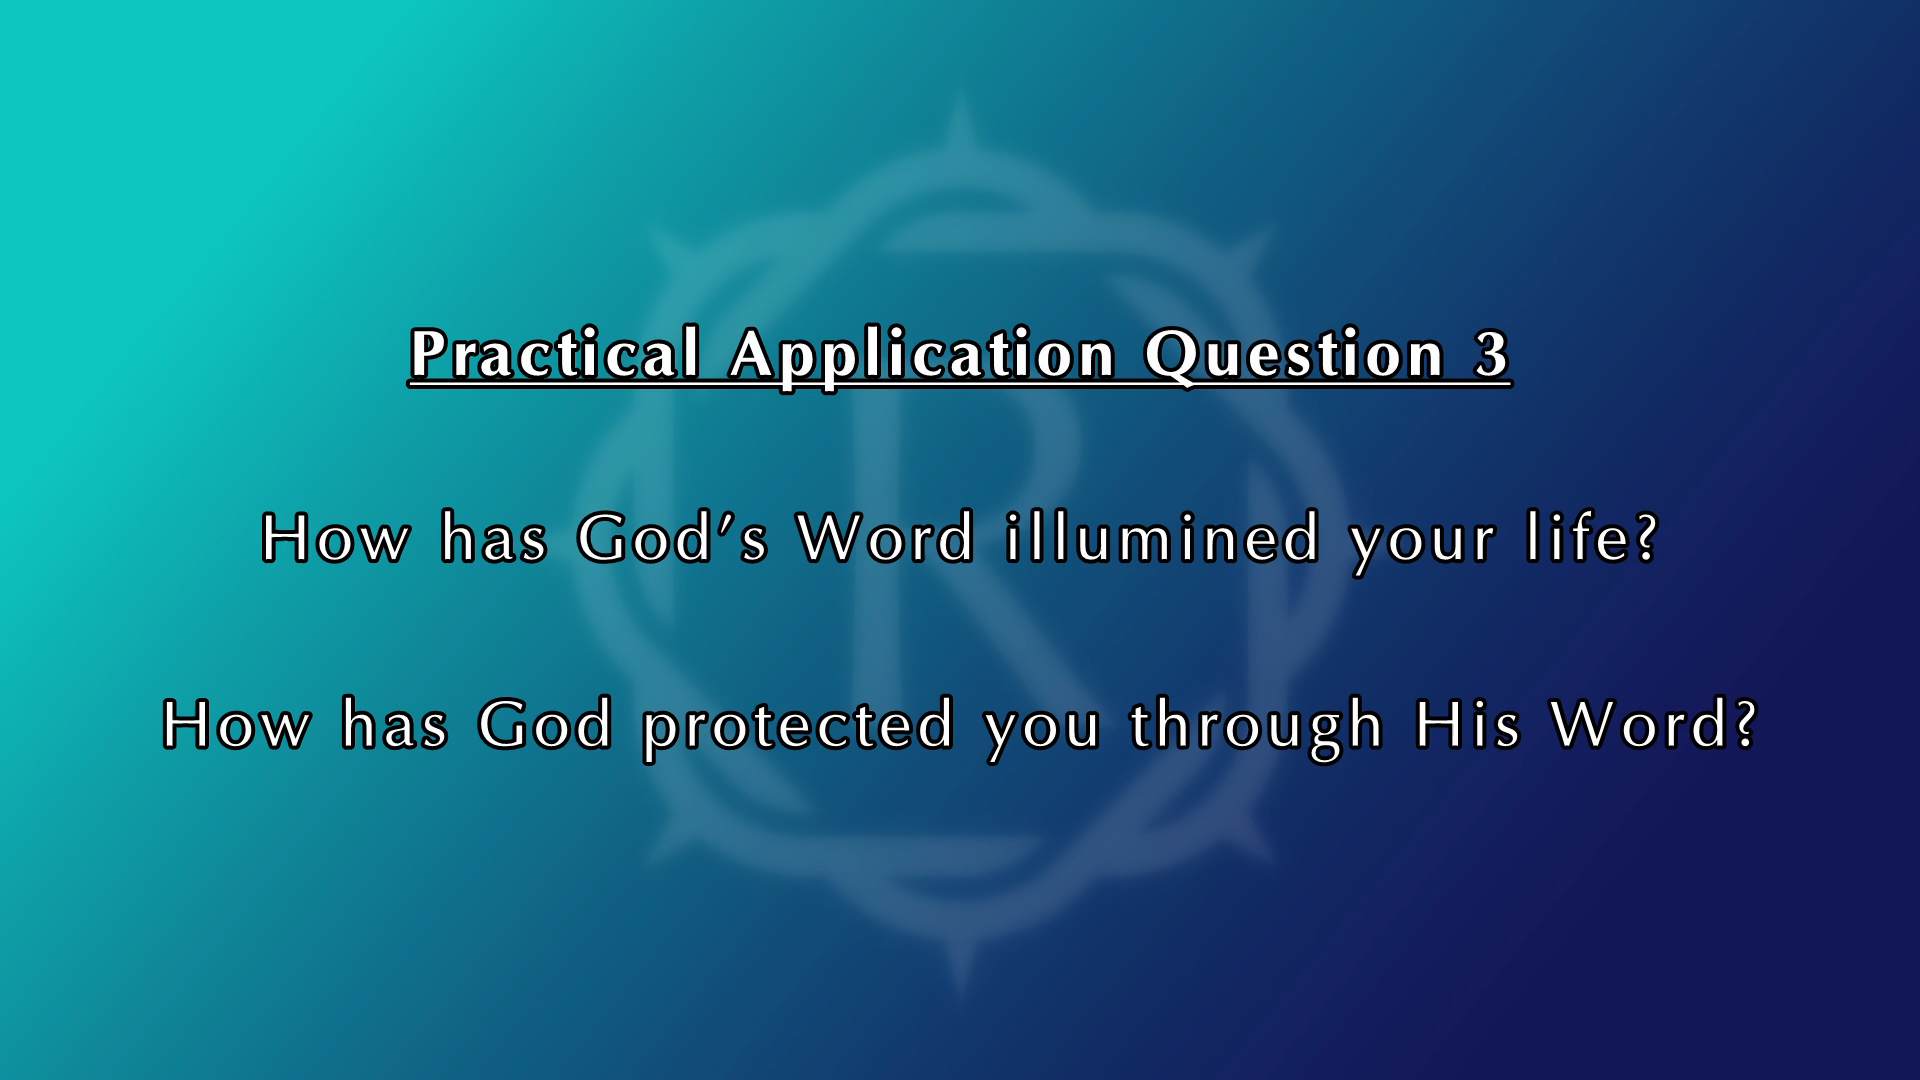 Practical Application Question 3
How has God’s Word illumined your life?
How has God protected you through His Word?
R